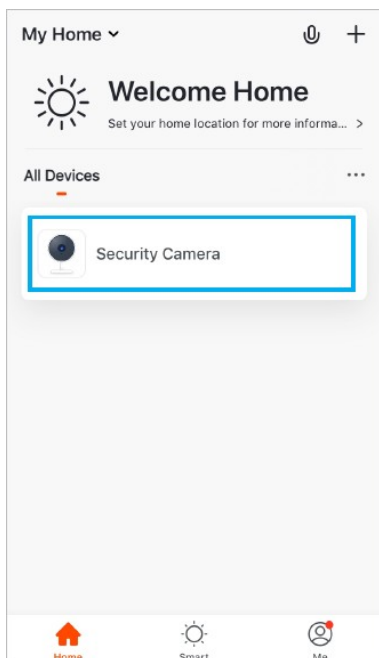 My Home
Welcome Home
Set your home location for more informa... >
All Devices
Security Camera
Home
Smart
Me